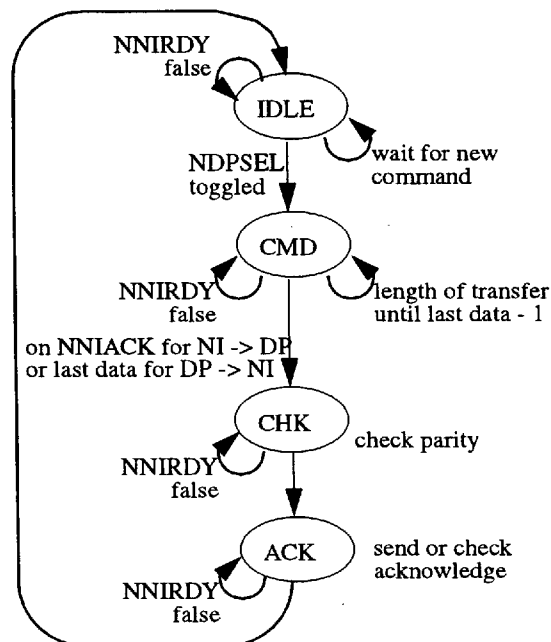 NNIRDY
false
IDLE
wait for new
command
NDPSEL
toggled
CMD
NNIRDY
false
length of transfer
until last data - 1
on NNIACK for NI -> DP
or last data for DP -> NI
CHK
check parity
NNIRDY
false
ACK
send or check
acknowledge
NNIRDY
false